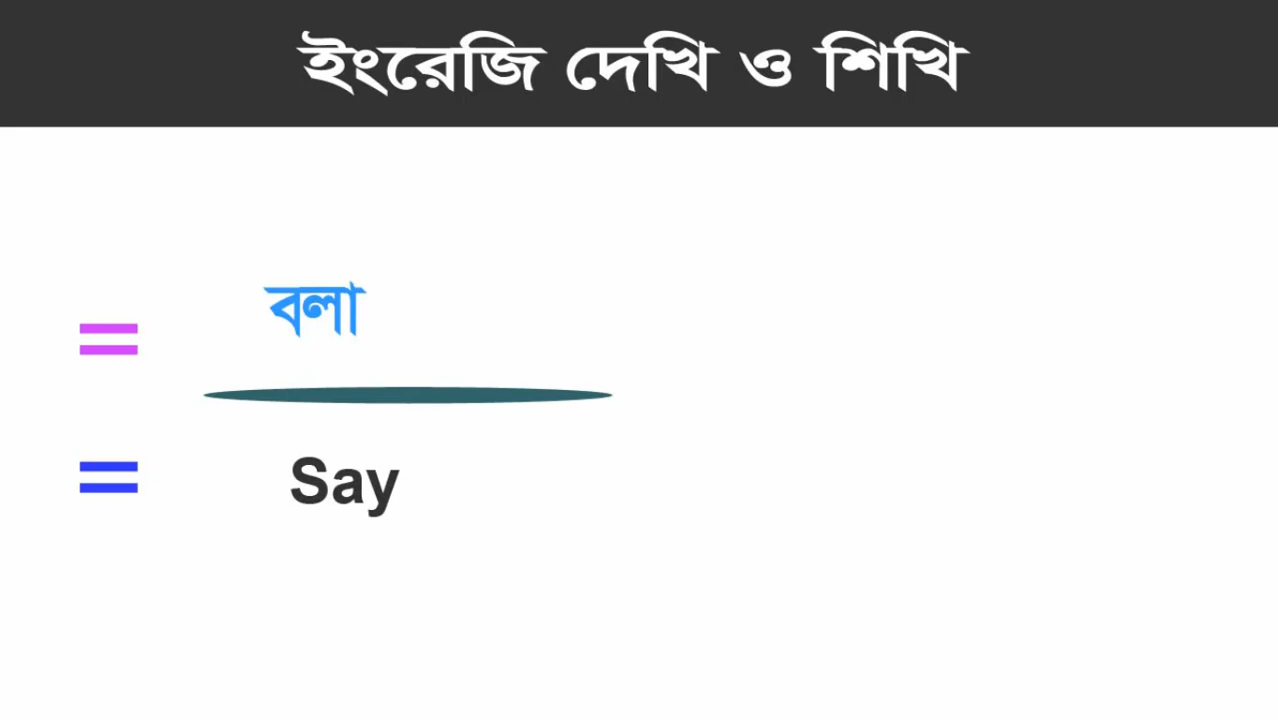 ইংরেজি দেখি ও শিখি
= বলা
= Say